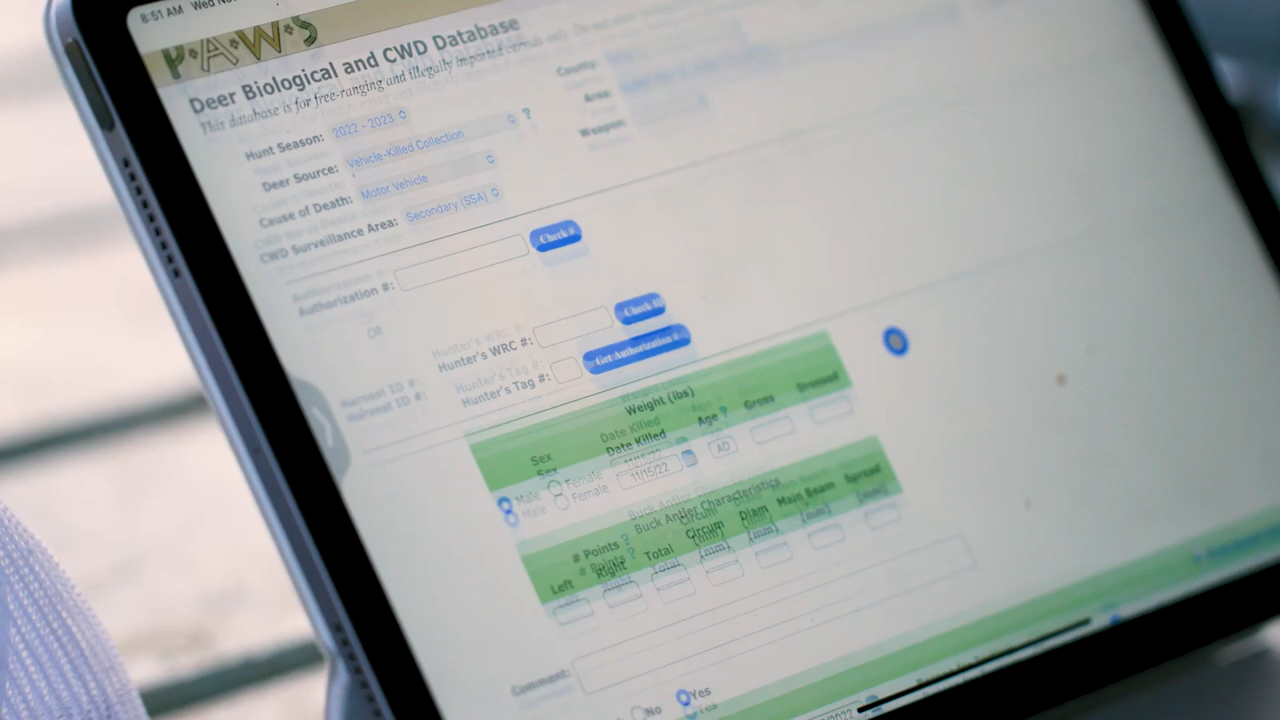 8:51 AM Wed No
P·A·W·S
Deer Biological and CWD Database
This database is for free-ranging and illegally imported cervids only. Do not
Hunt Season: 2022 - 2023
Deer Source: Vehicle-Killed Collection ?
Cause of Death: Motor Vehicle
CWD Surveillance Area: Secondary (SSA)
County:
Area:
Weapon:
Authorization #: Check #
OR
Harvest ID #:
Hunter's WRC #: Check ID
Hunter's Tag #: Get Authorization #
Weight (lbs)
Sex Date Killed Age ? Gross Dressed
Male Female 11/15/22 AD
Buck Antler Characteristics
# Points ? Circum Diam Main Beam Spread
Left Right Total (mm) (mm) (mm) (mm)
Comment:
No Yes